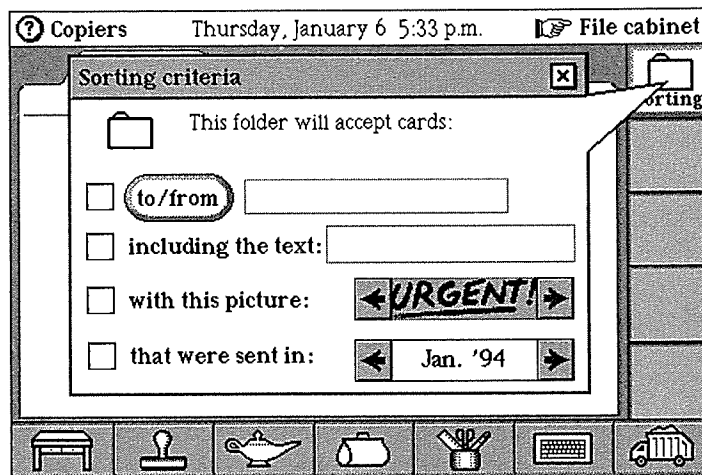 ? Copiers Thursday, January 6 5:33 p.m. File cabinet
Sorting criteria
orting
This folder will accept cards:
to/from
including the text:
with this picture: URGENT!
that were sent in: Jan. '94